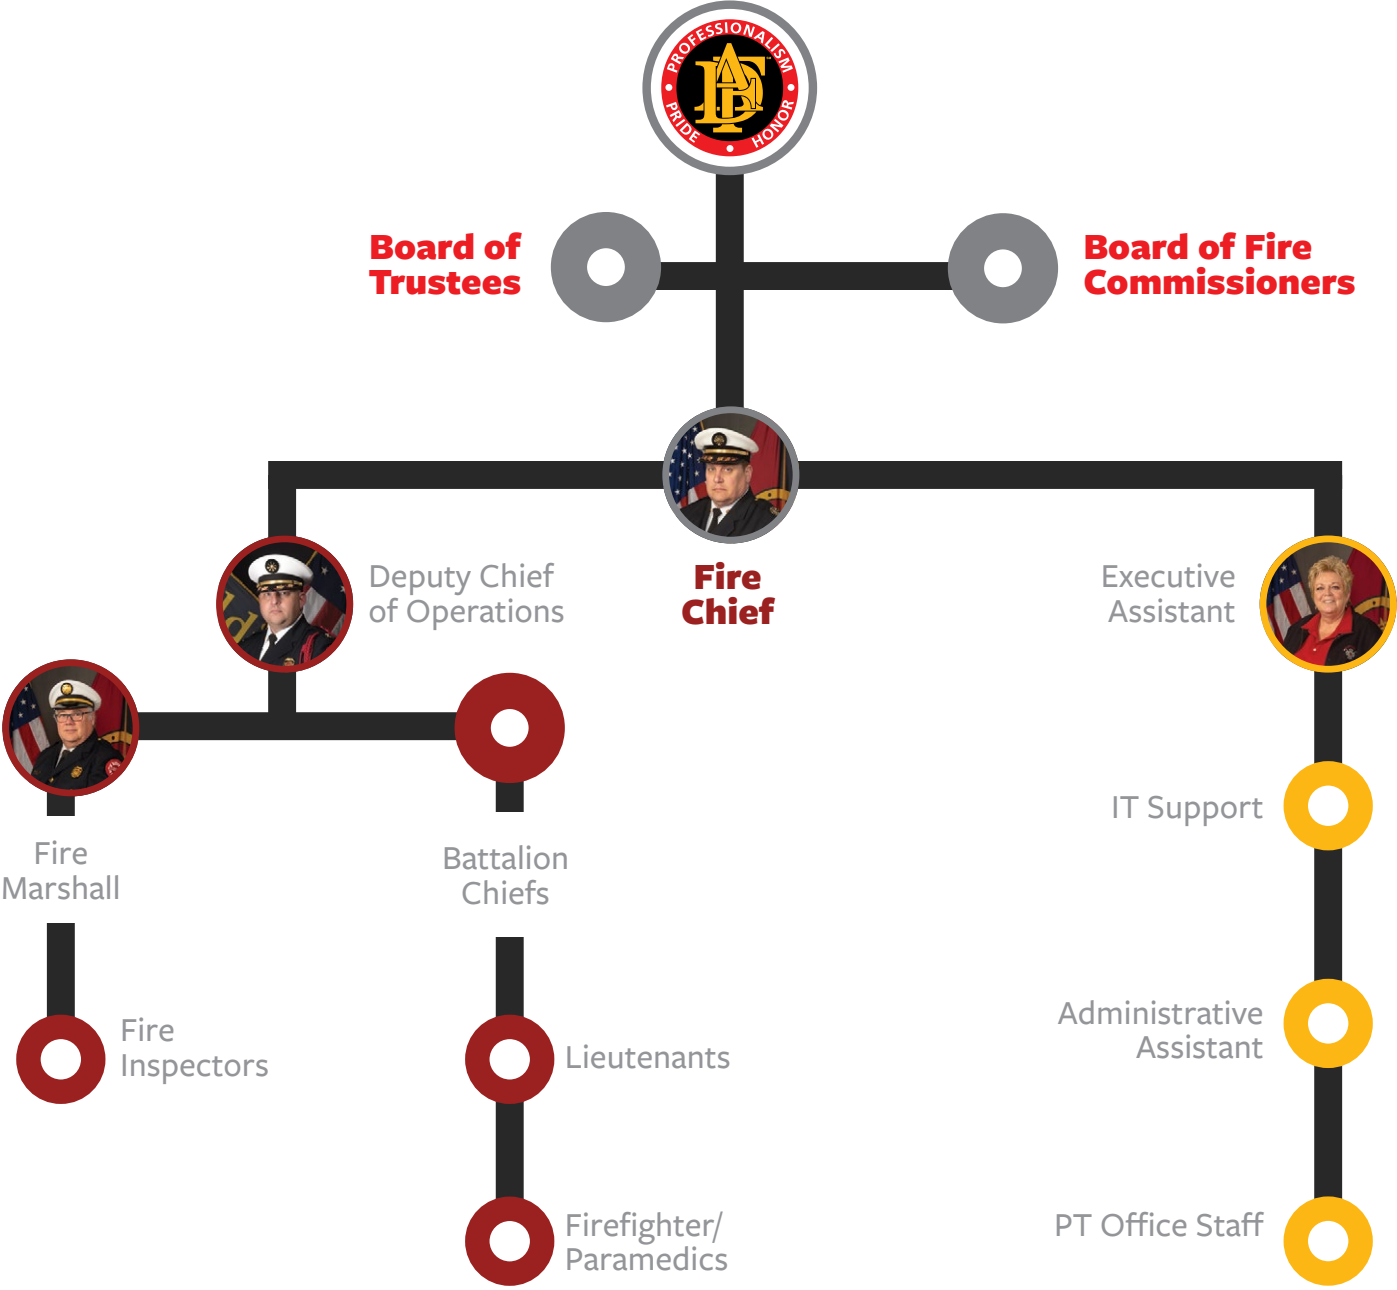 PROFESSIONALISM
PRIDE • HONOR
Board of
Trustees
Board of Fire
Commissioners
Fire
Chief
Deputy Chief
of Operations
Executive
Assistant
Fire
Marshall
Battalion
Chiefs
IT Support
Fire
Inspectors
Lieutenants
Administrative
Assistant
Firefighter/
Paramedics
PT Office Staff